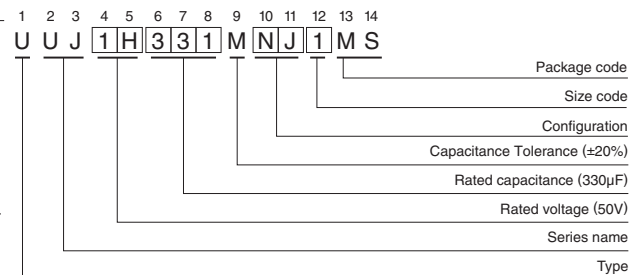 1 2 3 4 5 6 7 8 9 10 11 12 13 14
U U J 1 H 3 3 1 M N J 1 M S
Package code
Size code
Configuration
Capacitance Tolerance (±20%)
Rated capacitance (330µF)
Rated voltage (50V)
Series name
Type